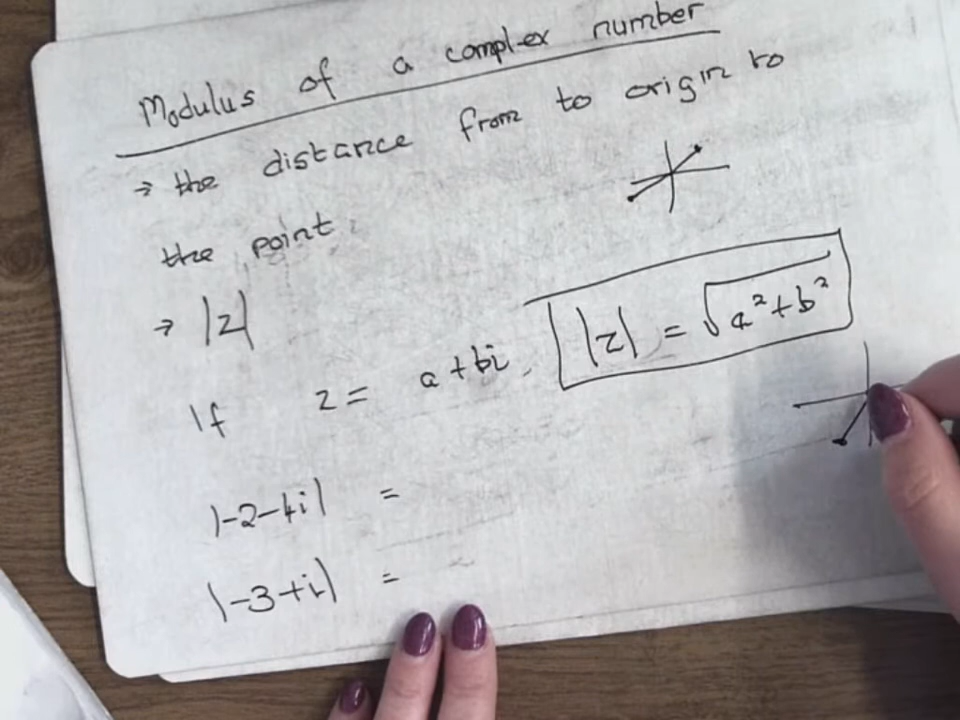 Modulus of a complex number
→ the distance from to origin to
the point.
→ |z|
If z = a + bi. |z| = √a² + b²
|-2-4i| =
|-3+i| =